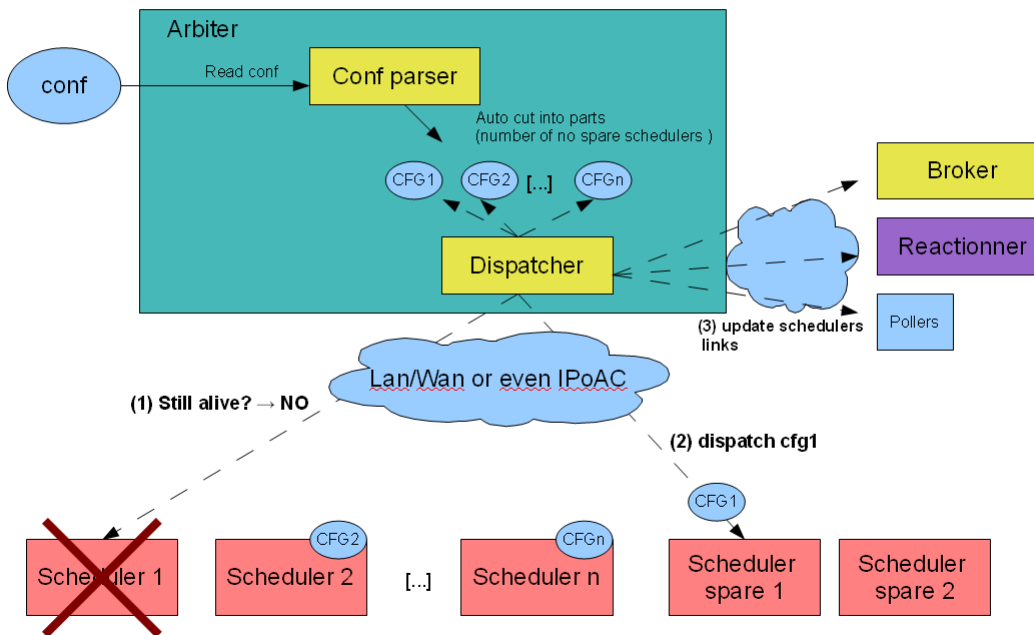 Arbiter
conf
Read conf
Conf parser
Auto cut into parts
(number of no spare schedulers )
CFG1
CFG2
[...]
CFGn
Broker
Reactionner
Dispatcher
Pollers
(3) update schedulers
links
Lan/Wan or even IPoAC
(1) Still alive? → NO
(2) dispatch cfg1
CFG1
CFG2
CFGn
Scheduler 1
Scheduler 2
[...]
Scheduler n
Scheduler
spare 1
Scheduler
spare 2